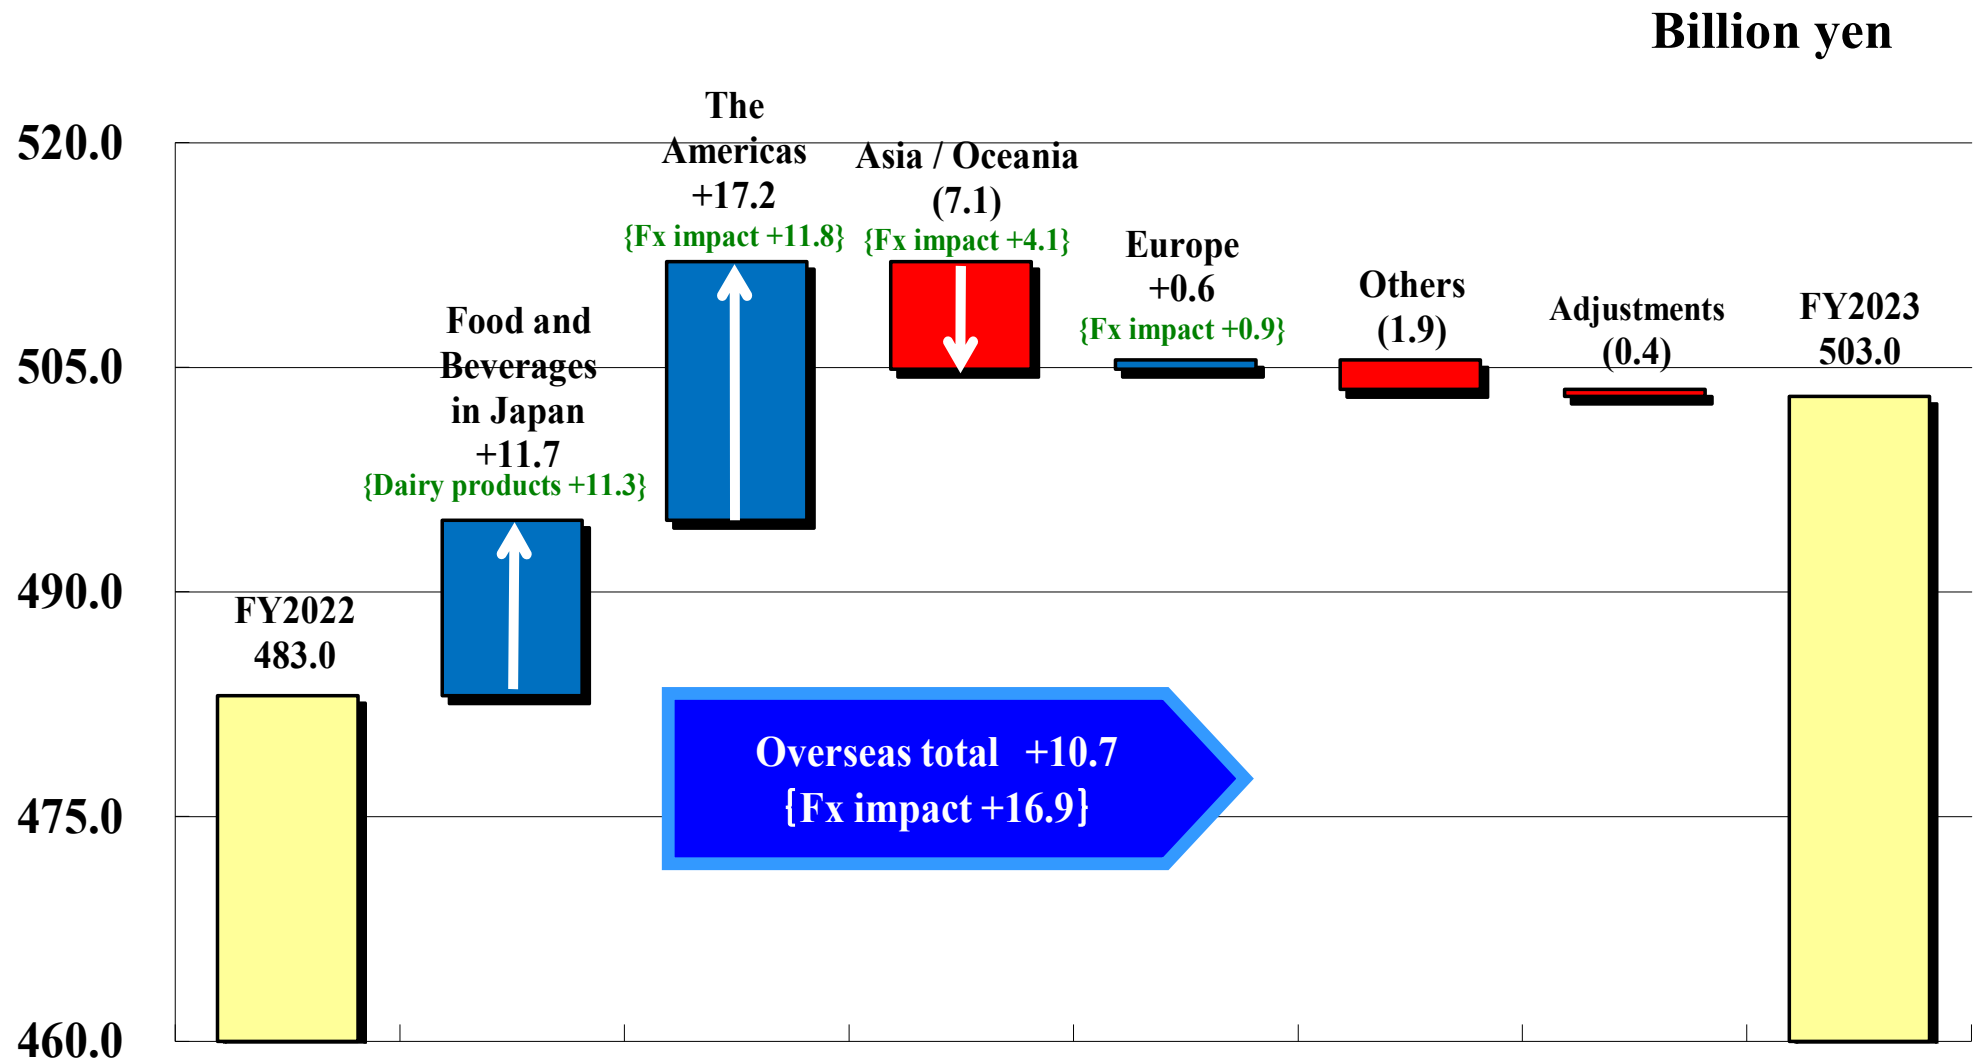 Billion yen
520.0
505.0
490.0
475.0
460.0
FY2022
483.0
Food and
Beverages
in Japan
+11.7
{Dairy products +11.3}
The
Americas
+17.2
{Fx impact +11.8}
Asia / Oceania
(7.1)
{Fx impact +4.1}
Europe
+0.6
{Fx impact +0.9}
Others
(1.9)
Adjustments
(0.4)
FY2023
503.0
Overseas total +10.7
{Fx impact +16.9}